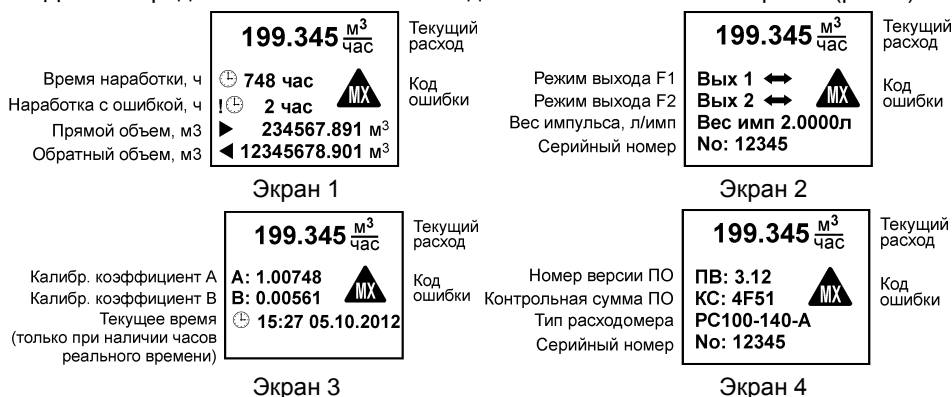 199.345 м³/час
Текущий расход
Время наработки, ч
748 час
Наработка с ошибкой, ч
! 2 час
MX
Код ошибки
Прямой объем, м3
► 234567.891 м³
Обратный объем, м3
◄ 12345678.901 м³
Экран 1
199.345 м³/час
Текущий расход
Режим выхода F1
Вых 1 ↔
Режим выхода F2
Вых 2 ↔
MX
Код ошибки
Вес импульса, л/имп
Вес имп 2.0000л
Серийный номер
No: 12345
Экран 2
199.345 м³/час
Текущий расход
Калибр. коэффициент А
A: 1.00748
Калибр. коэффициент В
B: 0.00561
MX
Код ошибки
Текущее время
(только при наличии часов
реального времени)
15:27 05.10.2012
Экран 3
199.345 м³/час
Текущий расход
Номер версии ПО
ПВ: 3.12
Контрольная сумма ПО
КС: 4F51
MX
Код ошибки
Тип расходомера
РС100-140-А
Серийный номер
No: 12345
Экран 4